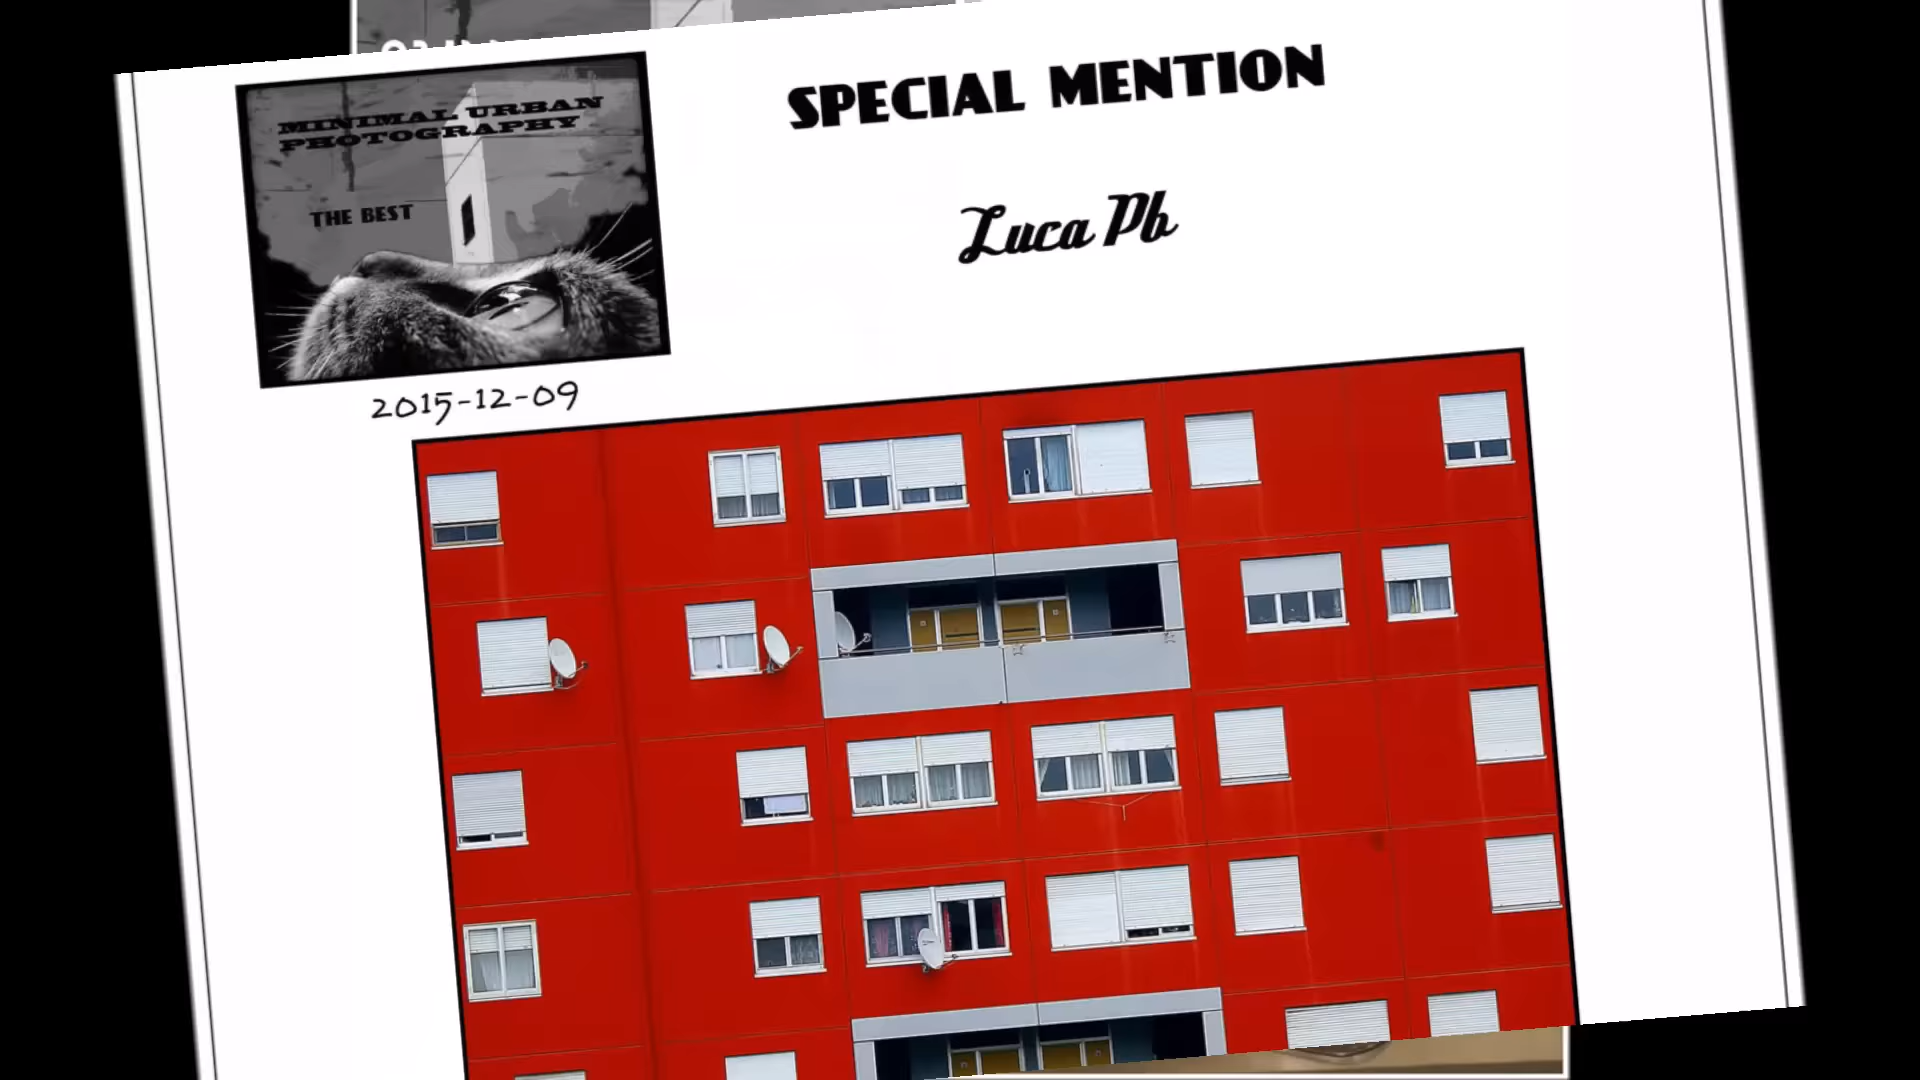 SPECIAL MENTION
MINIMAL URBAN
PHOTOGRAPHY
THE BEST
Luca Pb
2015-12-09